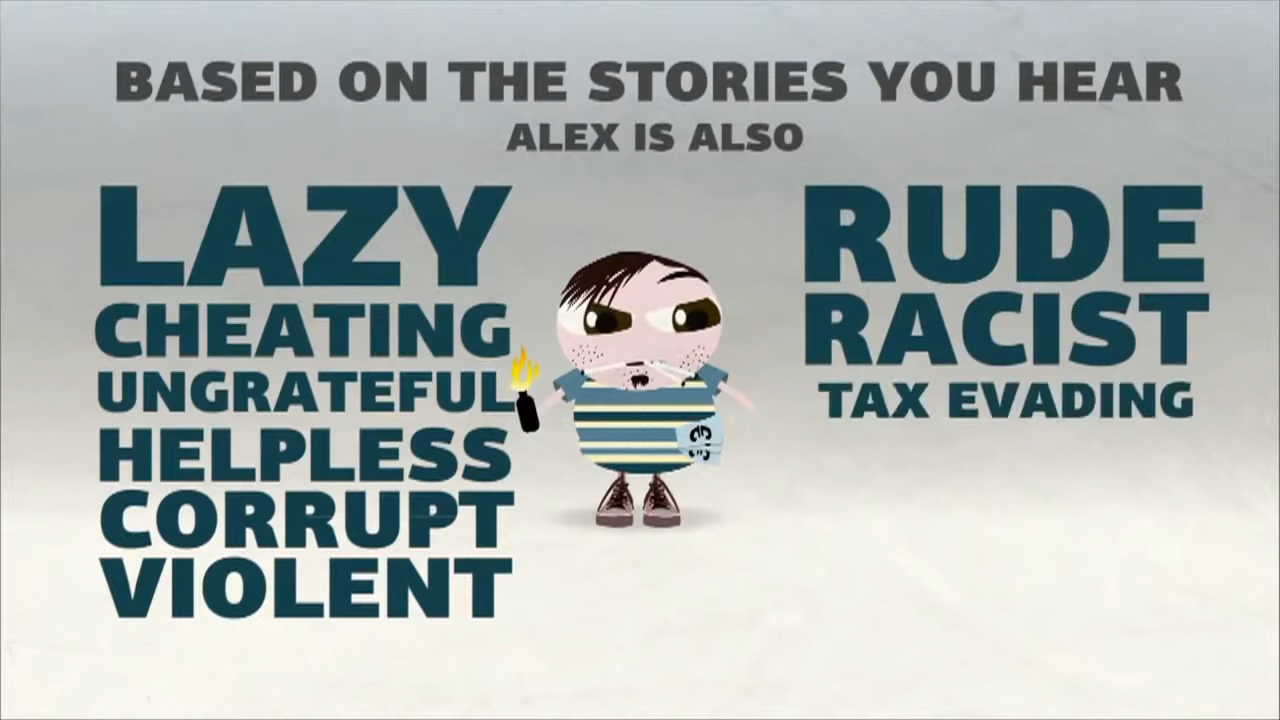 BASED ON THE STORIES YOU HEAR
ALEX IS ALSO
LAZY
CHEATING
UNGRATEFUL
HELPLESS
CORRUPT
VIOLENT
RUDE
RACIST
TAX EVADING